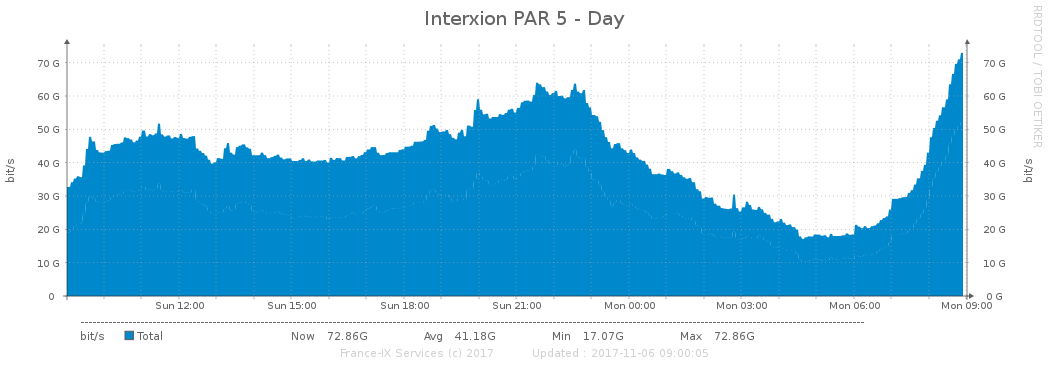 Interxion PAR 5 - Day
RRDTOOL / TOBI OETIKER
bit/s
70 G 70 G
60 G 60 G
50 G 50 G
40 G 40 G
30 G 30 G
20 G 20 G
10 G 10 G
0 0 G
bit/s
Sun 12:00 Sun 15:00 Sun 18:00 Sun 21:00 Mon 00:00 Mon 03:00 Mon 06:00 Mon 09:00
bit/s Total Now 72.86G Avg 41.18G Min 17.07G Max 72.86G
France-IX Services (c) 2017 Updated : 2017-11-06 09:00:05